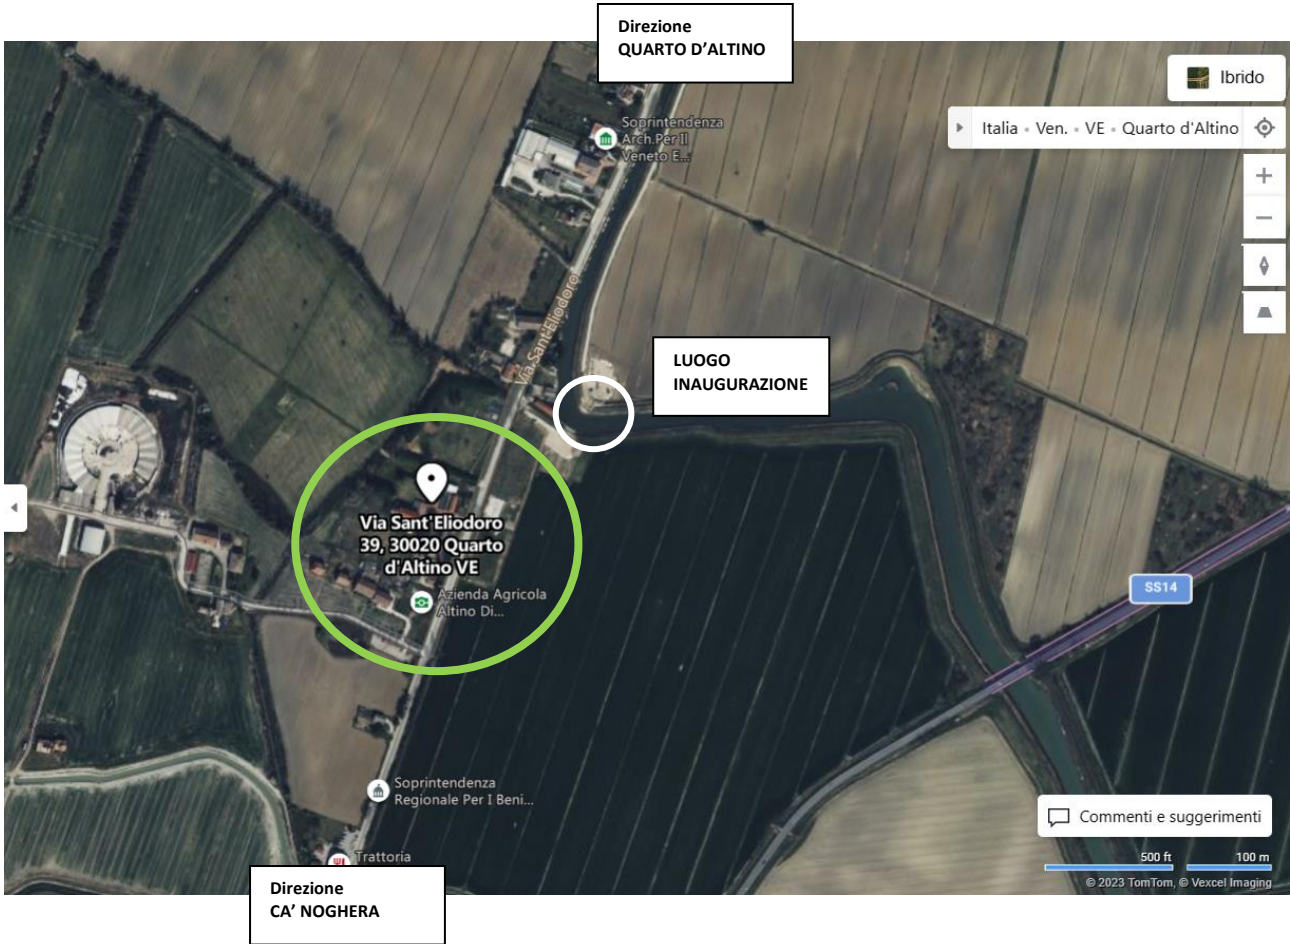 Direzione
QUARTO D'ALTINO
Ibrido
Italia • Ven. • VE • Quarto d'Altino
Soprintendenza
Arch.Per Il
Veneto E...
Via Sant'Eliodoro
LUOGO
INAUGURAZIONE
Via Sant'Eliodoro
39, 30020 Quarto
d'Altino VE
Azienda Agricola
Altino Di...
SS14
Soprintendenza
Regionale Per I Beni...
Commenti e suggerimenti
Trattoria
500 ft 100 m
© 2023 TomTom, © Vexcel Imaging
Direzione
CA' NOGHERA